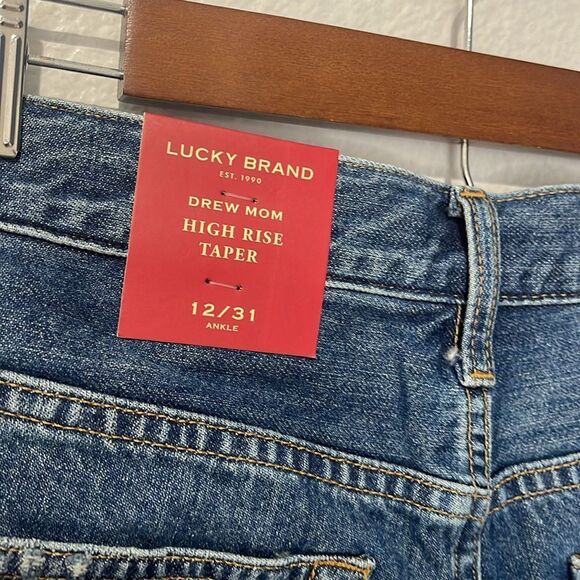 LUCKY BRAND
EST. 1990
DREW MOM
HIGH RISE
TAPER
12/31
ANKLE